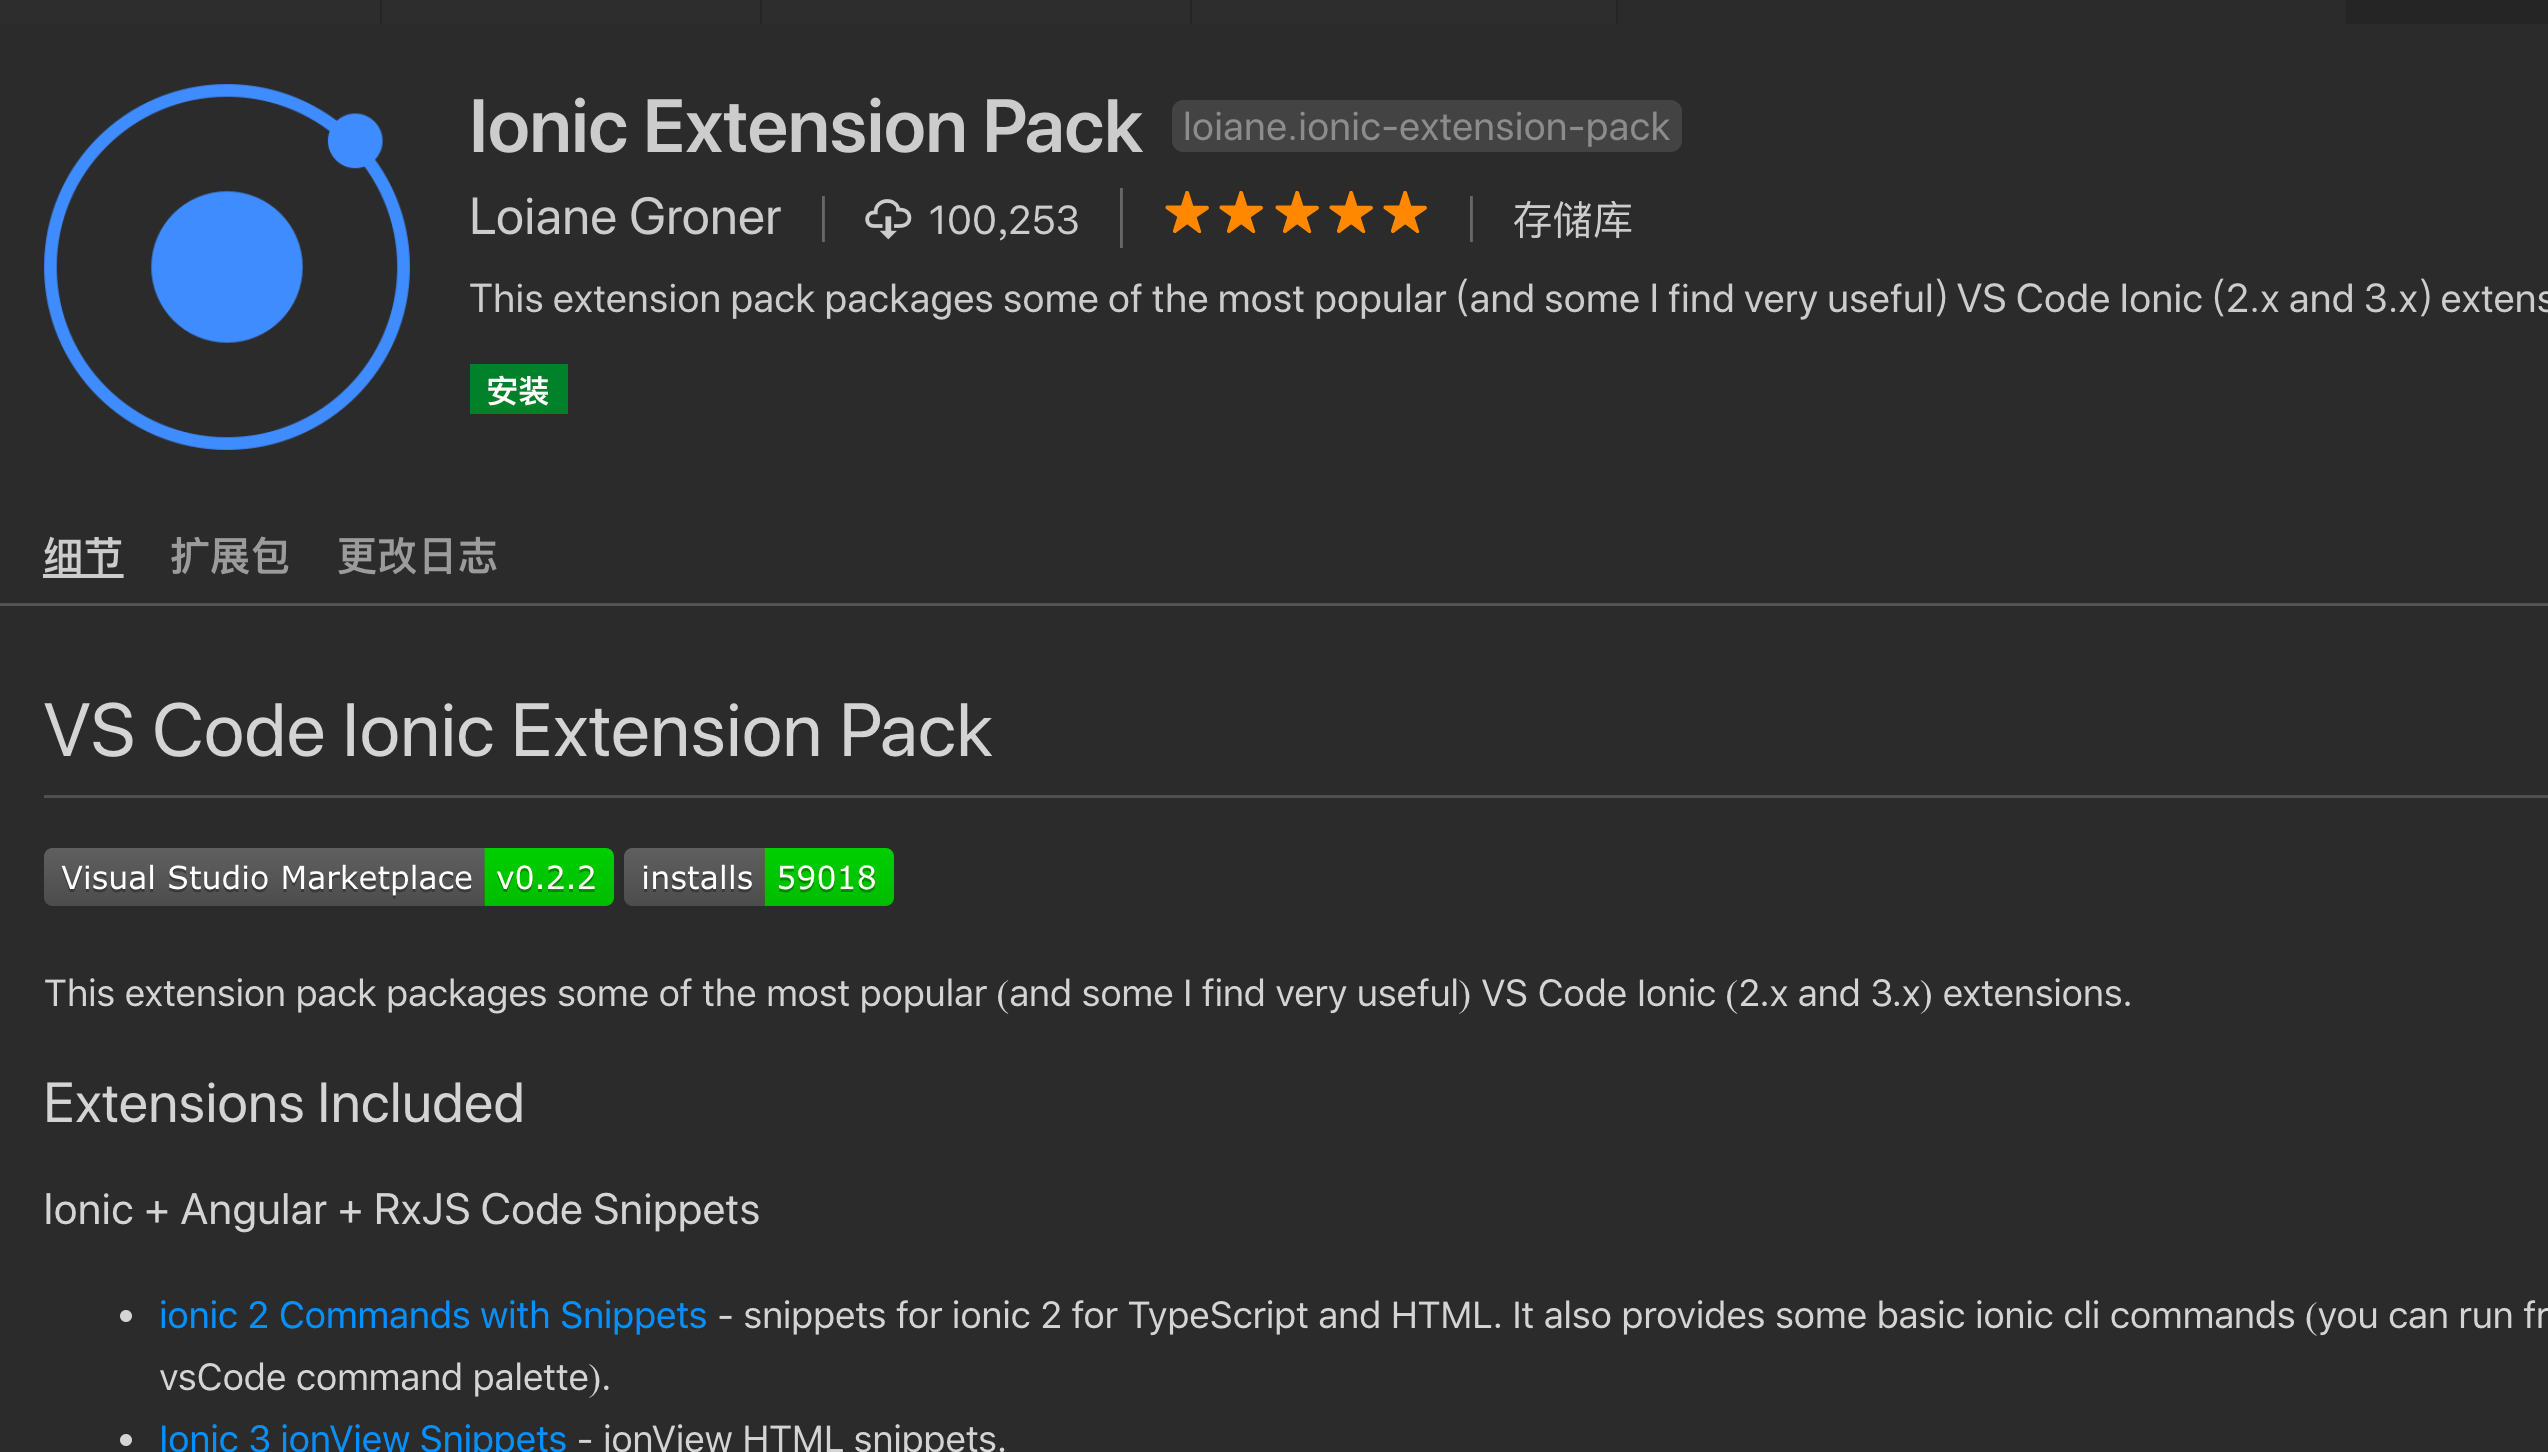 Ionic Extension Pack loiane.ionic-extension-pack
Loiane Groner 100,253 存储库
This extension pack packages some of the most popular (and some I find very useful) VS Code Ionic (2.x and 3.x) extens
安装
细节 扩展包 更改日志
VS Code Ionic Extension Pack
Visual Studio Marketplace v0.2.2 installs 59018
This extension pack packages some of the most popular (and some I find very useful) VS Code Ionic (2.x and 3.x) extensions.
Extensions Included
Ionic + Angular + RxJS Code Snippets
• ionic 2 Commands with Snippets - snippets for ionic 2 for TypeScript and HTML. It also provides some basic ionic cli commands (you can run fr
vsCode command palette).
• Ionic 3 ionView Snippets - ionView HTML snippets.